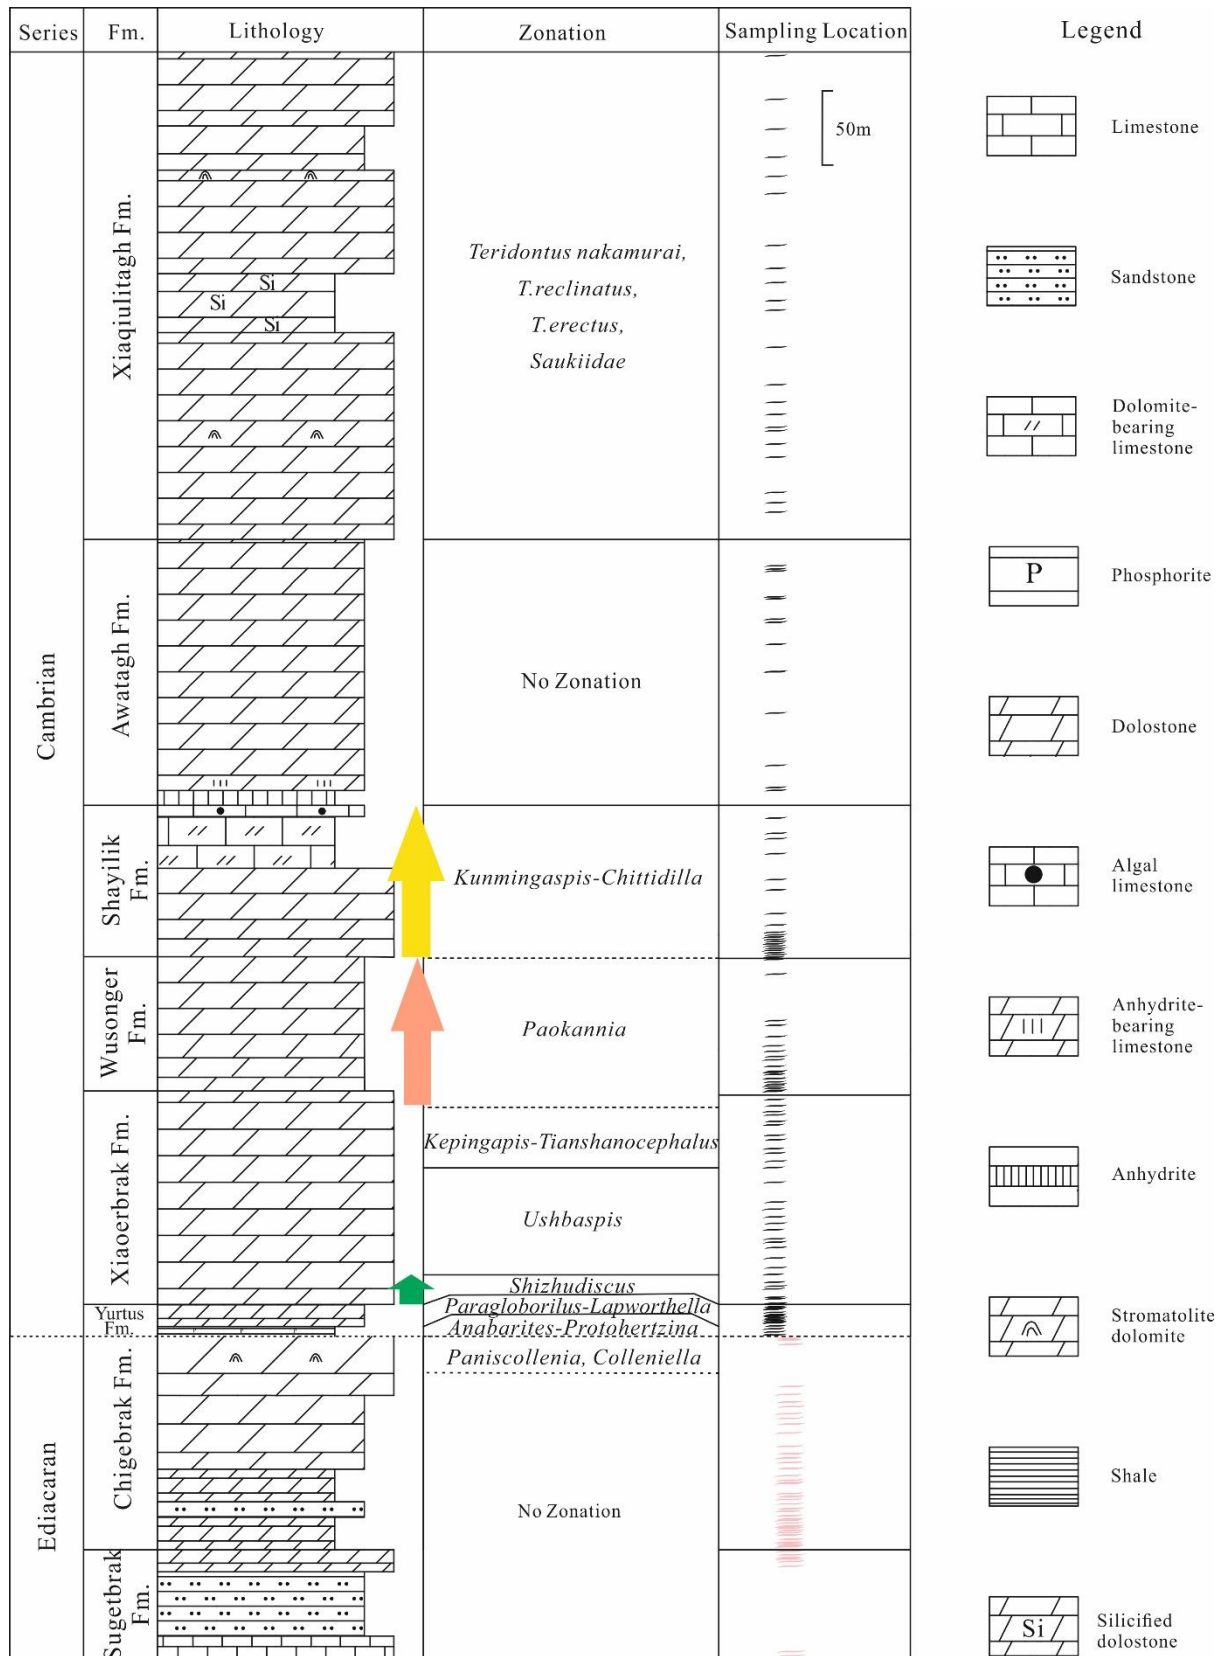 Series
Fm.
Lithology
Zonation
Sampling Location
Legend
Cambrian
Ediacaran
Xiaqiulitagh Fm.
Awatagh Fm.
Shayilik
Fm.
Wusonger
Fm.
Xiaoerbrak Fm.
Yurtus
Fm.
Chigebrak Fm.
Sugetbrak
Fm.
Si
Si
Si
Teridontus nakamurai,
T.reclinatus,
T.erectus,
Saukiidae
No Zonation
Kunmingaspis-Chittidilla
Paokannia
Kepingapis-Tianshanocephalus
Ushbaspis
Shizhudiscus
Paragloborilus-Lapworthella
Anabarites-Protohertzina
Paniscollenia, Colleniella
No Zonation
50m
Limestone
Sandstone
Dolomite-
bearing
limestone
P
Phosphorite
Dolostone
Algal
limestone
Anhydrite-
bearing
limestone
Anhydrite
Stromatolite
dolomite
Shale
Si
Silicified
dolostone